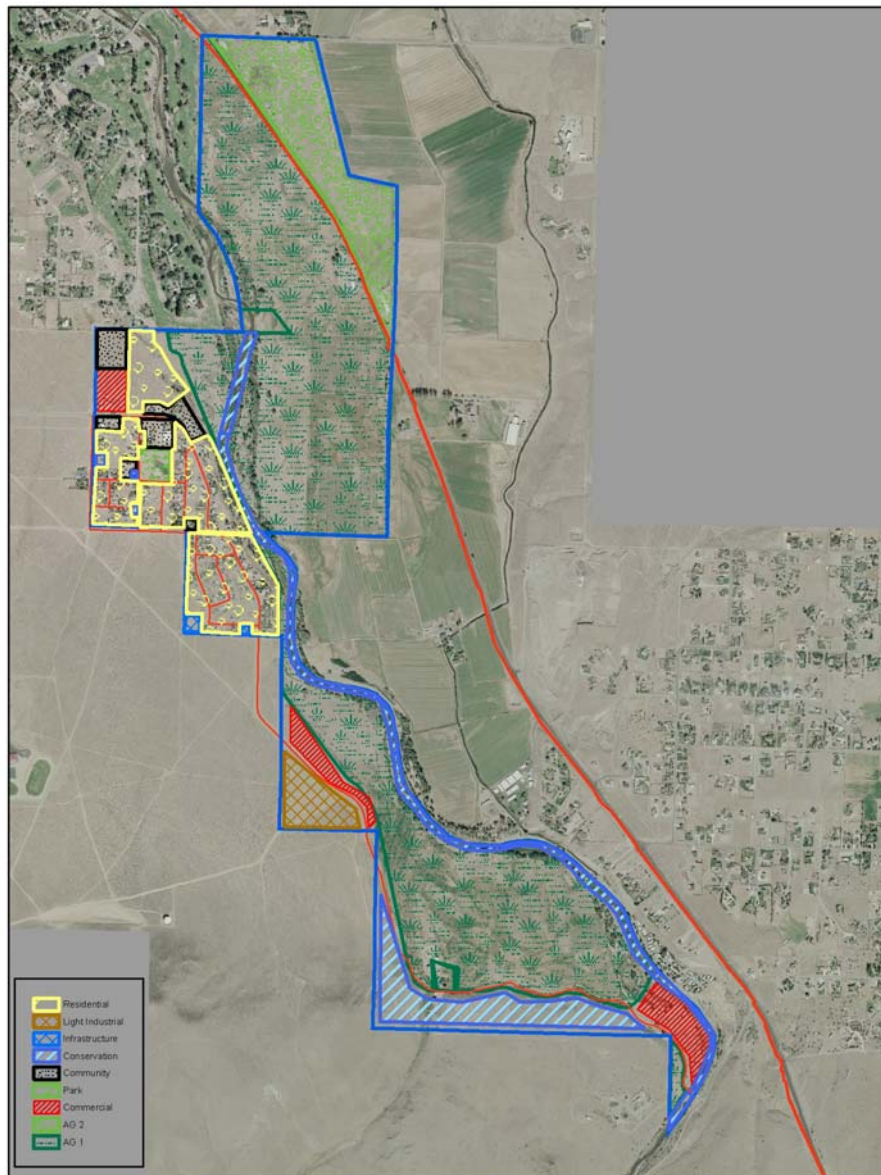 Residential
Light Industrial
Infrastructure
Conservation
Community
Park
Commercial
AG 2
AG 1